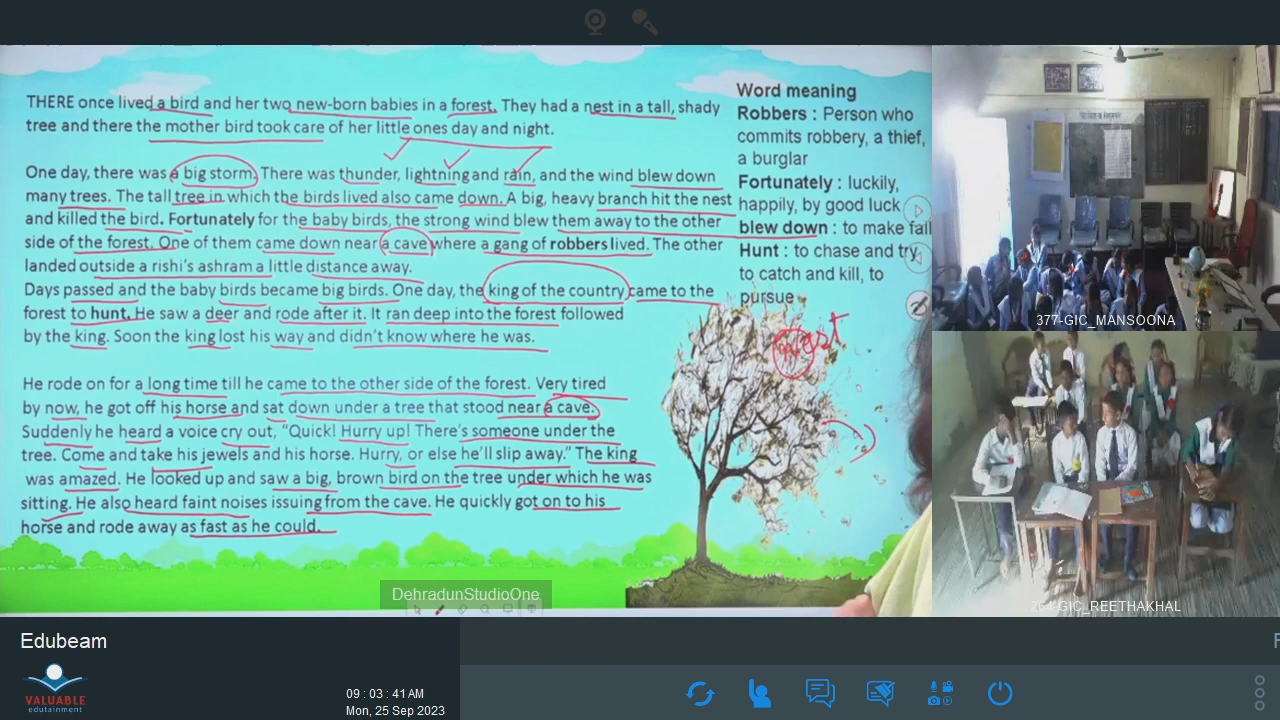 THERE once lived a bird and her two new-born babies in a forest. They had a nest in a tall, shady
tree and there the mother bird took care of her little ones day and night.
One day, there was a big storm. There was thunder, lightning and rain, and the wind blew down
many trees. The tall tree in which the birds lived also came down. A big, heavy branch hit the nest
and killed the bird. Fortunately for the baby birds, the strong wind blew them away to the other
side of the forest. One of them came down near a cave where a gang of robbers lived. The other
landed outside a rishi's ashram a little distance away.
Days passed and the baby birds became big birds. One day, the king of the country came to the
forest to hunt. He saw a deer and rode after it. It ran deep into the forest followed
by the king. Soon the king lost his way and didn't know where he was.
He rode on for a long time till he came to the other side of the forest. Very tired
by now, he got off his horse and sat down under a tree that stood near a cave.
Suddenly he heard a voice cry out, "Quick! Hurry up! There's someone under the
tree. Come and take his jewels and his horse. Hurry, or else he'll slip away." The king
was amazed. He looked up and saw a big, brown bird on the tree under which he was
sitting. He also heard faint noises issuing from the cave. He quickly got on to his
horse and rode away as fast as he could.
Word meaning
Robbers : Person who
commits robbery, a thief,
a burglar
Fortunately : luckily,
happily, by good luck
blew down : to make fall
Hunt : to chase and try
to catch and kill, to
pursue
377-GIC_MANSOONA
264-GIC_REETHAKHAL
DehradunStudioOne
Edubeam
VALUABLE
edutainment
09 : 03 : 41 AM
Mon, 25 Sep 2023